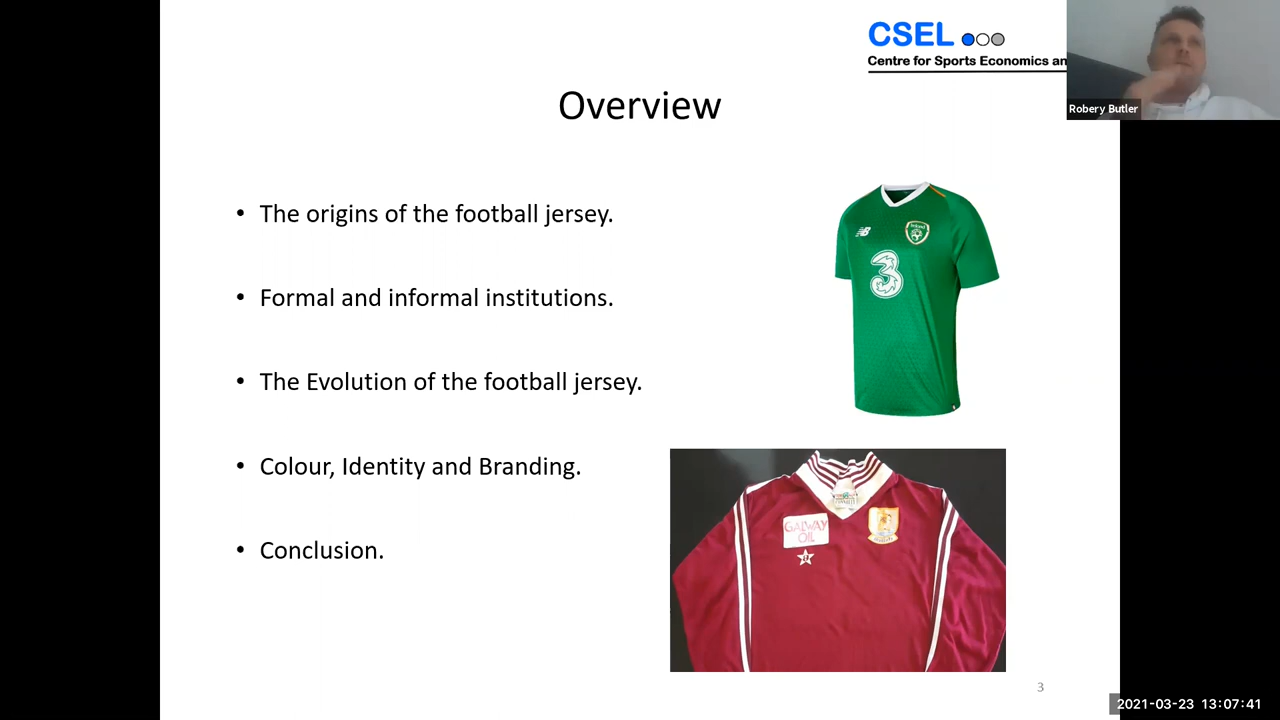 CSEL
Centre for Sports Economics an
Robery Butler
Overview
• The origins of the football jersey.
• Formal and informal institutions.
• The Evolution of the football jersey.
• Colour, Identity and Branding.
• Conclusion.
Ireland
3
GALWAY
OIL
3
2021-03-23 13:07:41